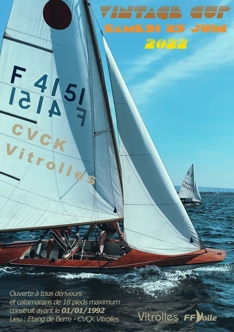 VINTAGE CUP
SAMEDI 25 JUIN
2022
F 4151
F 4151
CVCK
Vitrolles
Ouverte à tous dériveurs
et catamarans de 18 pieds maximum
construit ayant le 01/01/1992
Lieu : Etang de Berre - CVCK Vitrolles
Vitrolles
FFVoile